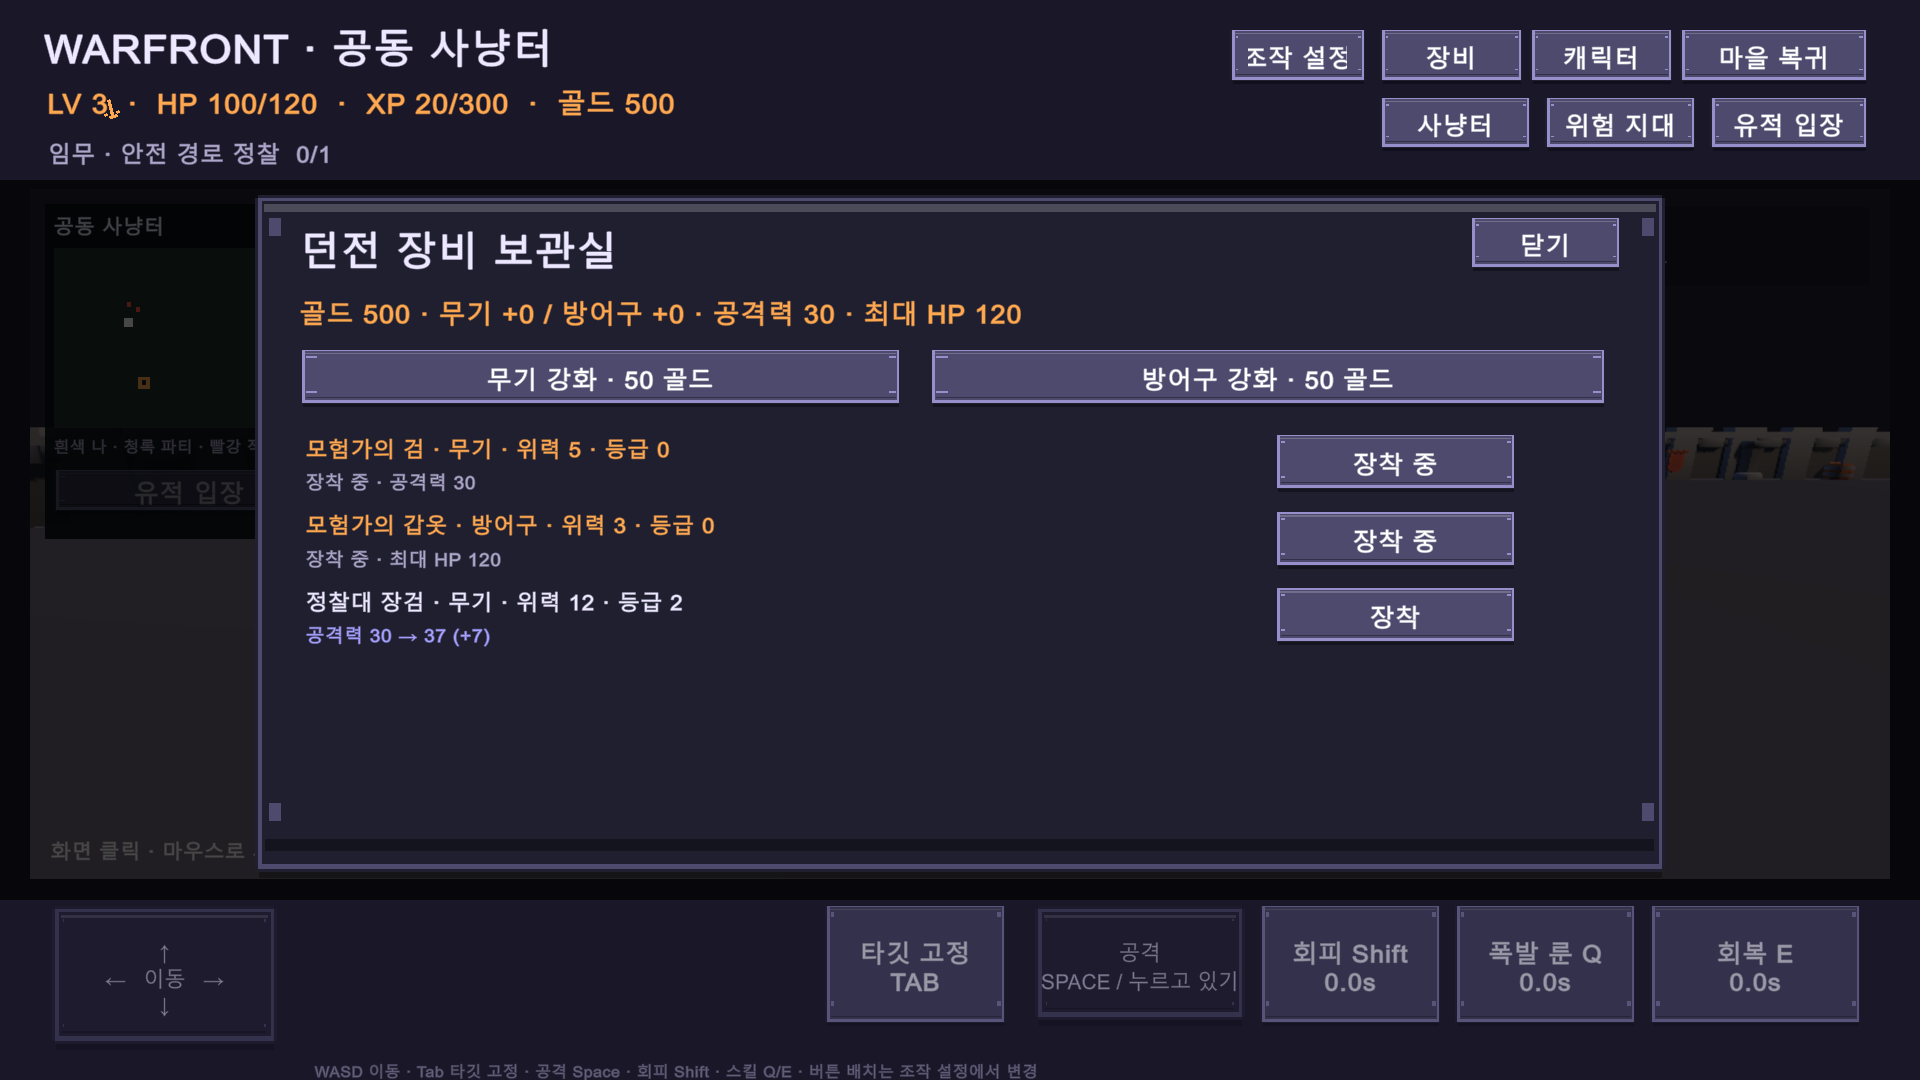 WARFRONT · 공동 사냥터
조작 설정
장비
캐릭터
마을 복귀
LV 3 · HP 100/120 · XP 20/300 · 골드 500
사냥터
위험 지대
유적 입장
임무 · 안전 경로 정찰 0/1
공동 사냥터
던전 장비 보관실
닫기
골드 500 · 무기 +0 / 방어구 +0 · 공격력 30 · 최대 HP 120
무기 강화 · 50 골드
방어구 강화 · 50 골드
흰색 나 · 청록 파티 · 빨강
유적 입장
모험가의 검 · 무기 · 위력 5 · 등급 0
장착 중 · 공격력 30
장착 중
모험가의 갑옷 · 방어구 · 위력 3 · 등급 0
장착 중 · 최대 HP 120
장착 중
정찰대 장검 · 무기 · 위력 12 · 등급 2
공격력 30 → 37 (+7)
장착
화면 클릭 · 마우스로
↑
← 이동 →
↓
타깃 고정
TAB
공격
SPACE / 누르고 있기
회피 Shift
0.0s
폭발 룬 Q
0.0s
회복 E
0.0s
WASD 이동 · Tab 타깃 고정 · 공격 Space · 회피 Shift · 스킬 Q/E · 버튼 배치는 조작 설정에서 변경